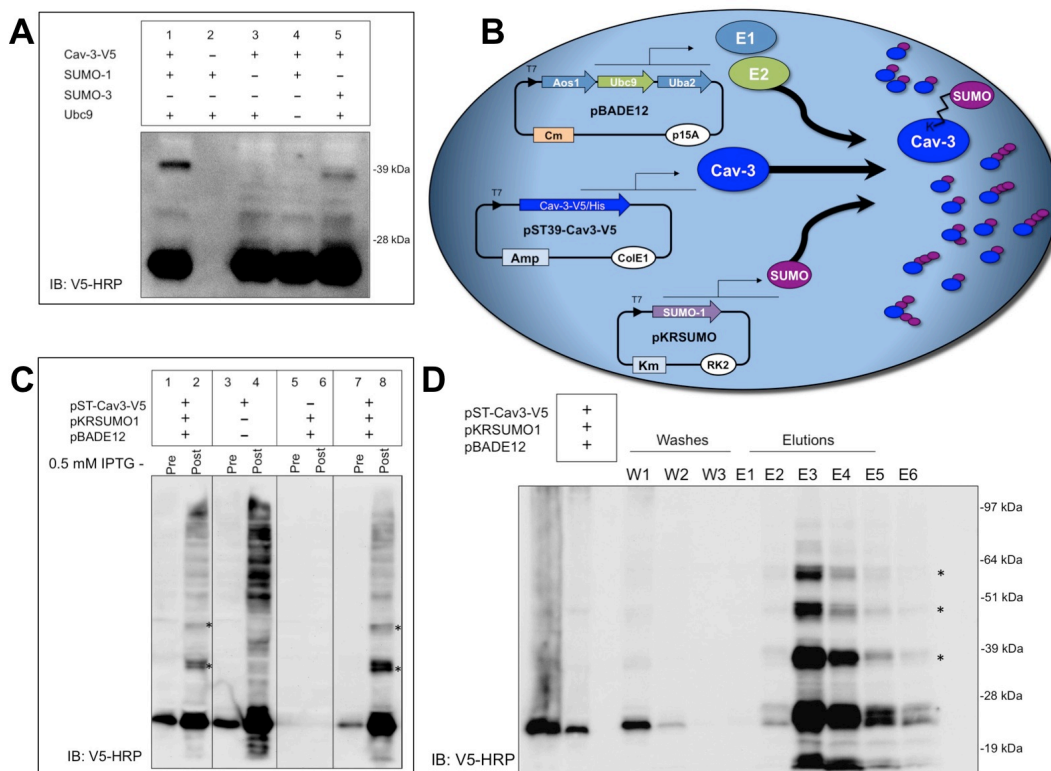 A
1 2 3 4 5
Cav-3-V5 + – + + +
SUMO-1 + + – + –
SUMO-3 – – – – +
Ubc9 + + + – +
-39 kDa
-28 kDa
IB: V5-HRP
B
E1
E2
T7
Aos1 Ubc9 Uba2
pBADE12
Cm p15A
SUMO
K
Cav-3
Cav-3
T7
Cav-3-V5/His
pST39-Cav3-V5
Amp ColE1
SUMO
T7
SUMO-1
pKRSUMO
Km RK2
C
1 2 3 4 5 6 7 8
pST-Cav3-V5 + + – +
pKRSUMO1 + – + +
pBADE12 + – + +
0.5 mM IPTG - Pre Post Pre Post Pre Post Pre Post
* *
* *
IB: V5-HRP
D
pST-Cav3-V5 +
pKRSUMO1 +
pBADE12 +
Washes Elutions
W1 W2 W3 E1 E2 E3 E4 E5 E6
-97 kDa
-64 kDa
*
-51 kDa
*
-39 kDa
*
-28 kDa
-19 kDa
IB: V5-HRP